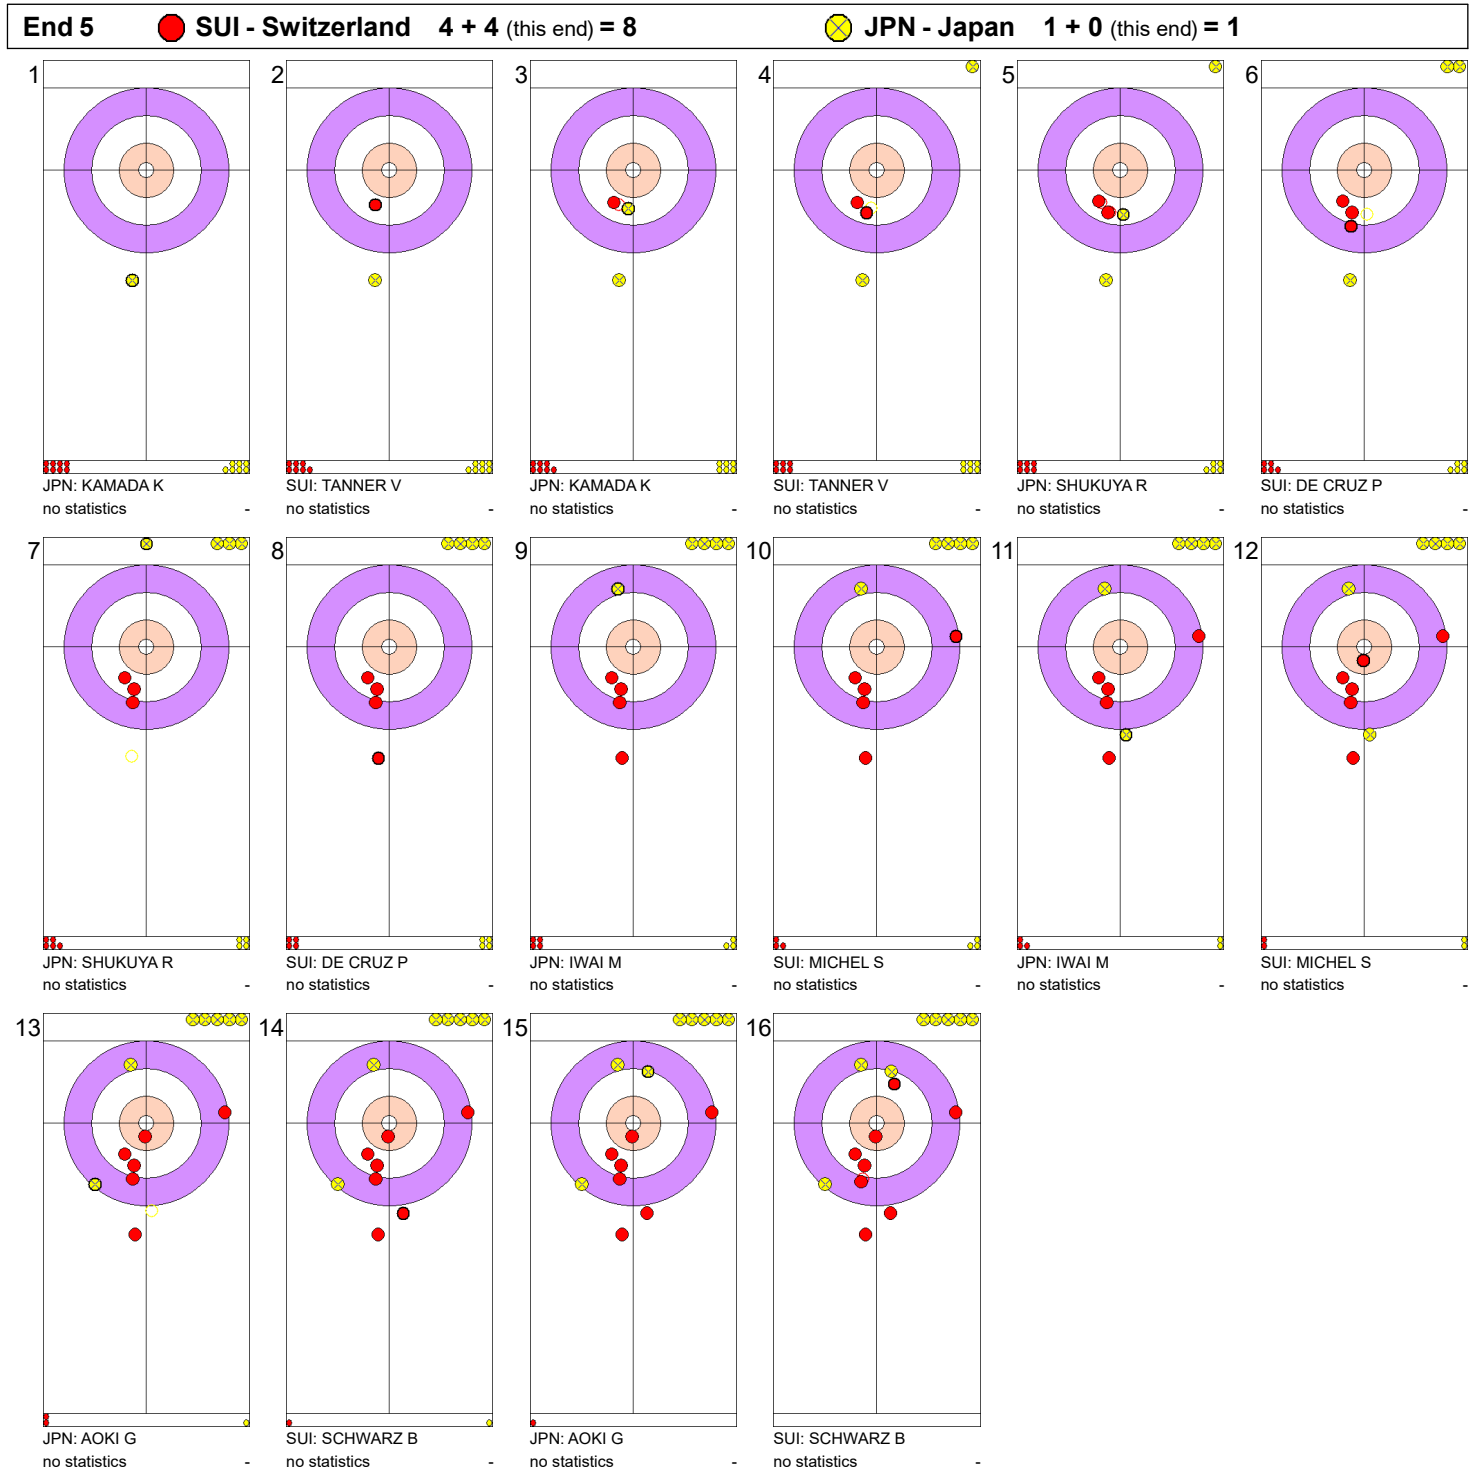 End 5 SUI - Switzerland 4 + 4 (this end) = 8 JPN - Japan 1 + 0 (this end) = 1
1 2 3 4 5 6
JPN: KAMADA K SUI: TANNER V JPN: KAMADA K SUI: TANNER V JPN: SHUKUYA R SUI: DE CRUZ P
no statistics - no statistics - no statistics - no statistics - no statistics - no statistics -
7 8 9 10 11 12
JPN: SHUKUYA R SUI: DE CRUZ P JPN: IWAI M SUI: MICHEL S JPN: IWAI M SUI: MICHEL S
no statistics - no statistics - no statistics - no statistics - no statistics - no statistics -
13 14 15 16
JPN: AOKI G SUI: SCHWARZ B JPN: AOKI G SUI: SCHWARZ B
no statistics - no statistics - no statistics - no statistics -